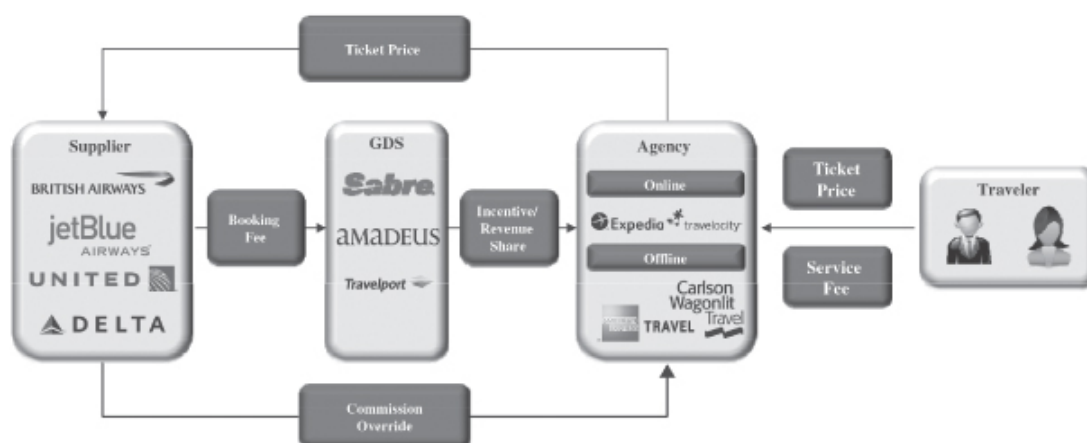 Ticket Price
Supplier
BRITISH AIRWAYS
jetBlue
AIRWAYS
UNITED
DELTA
Booking
Fee
GDS
Sabre
AMADEUS
Travelport
Incentive/
Revenue
Share
Agency
Online
Expedia travelocity
Offline
Carlson
Wagonlit
Travel
TRAVEL
Ticket
Price
Service
Fee
Traveler
Commission
Override